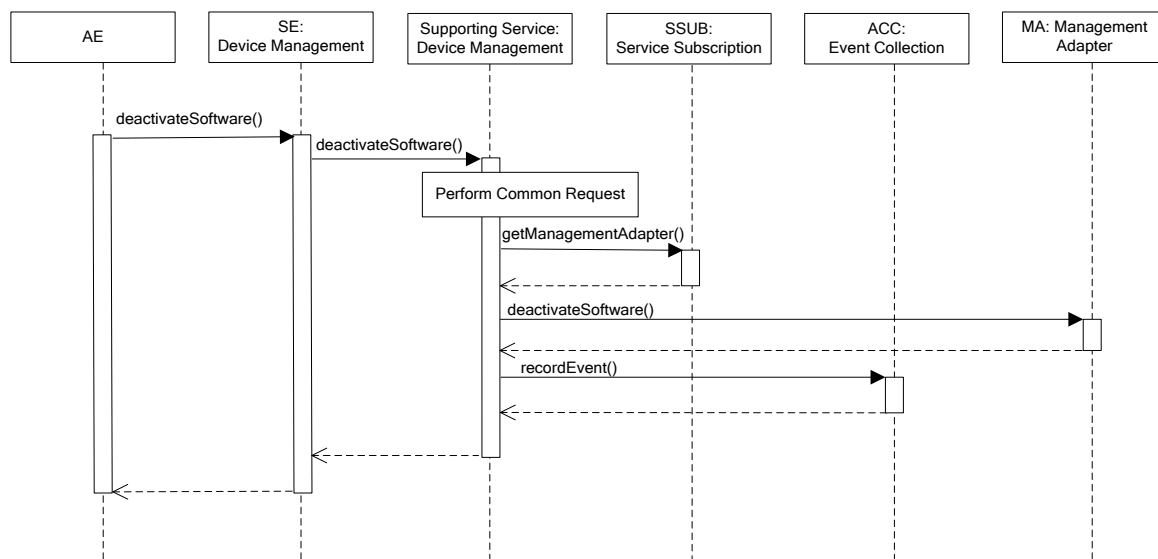 AE
SE:
Device Management
Supporting Service:
Device Management
SSUB:
Service Subscription
ACC:
Event Collection
MA: Management
Adapter
deactivateSoftware()
deactivateSoftware()
Perform Common Request
getManagementAdapter()
deactivateSoftware()
recordEvent()